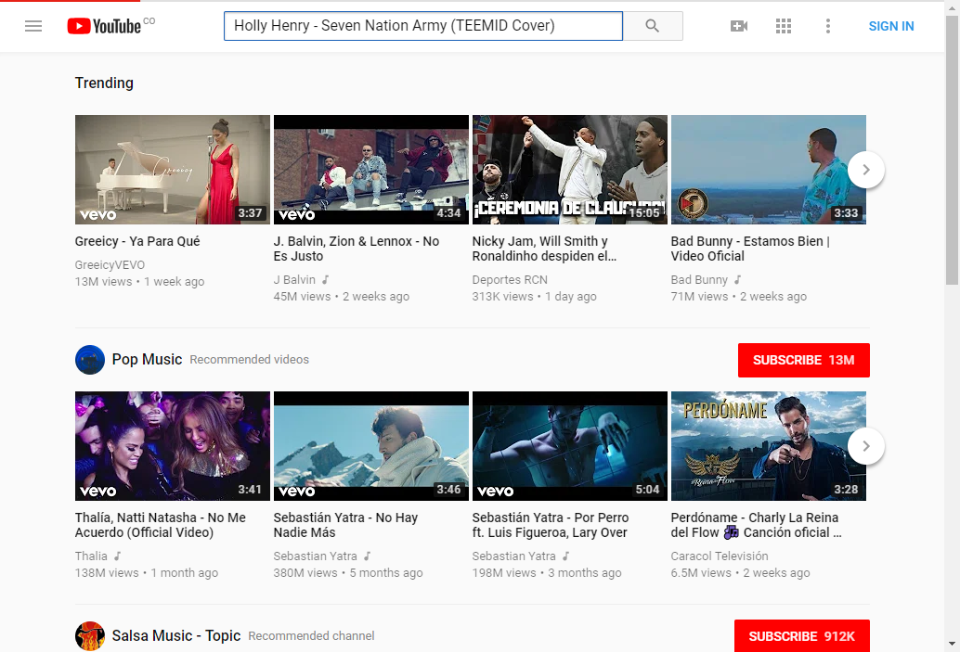 YouTube CO
Holly Henry - Seven Nation Army (TEEMID Cover)
SIGN IN
Trending
vevo
3:37
vevo
4:34
¡CEREMONIA DE CLAUSURA!
15:05
3:33
Greeicy - Ya Para Qué
GreeicyVEVO
13M views • 1 week ago
J. Balvin, Zion & Lennox - No
Es Justo
J Balvin
45M views • 2 weeks ago
Nicky Jam, Will Smith y
Ronaldinho despiden el...
Deportes RCN
313K views • 1 day ago
Bad Bunny - Estamos Bien |
Video Oficial
Bad Bunny
71M views • 2 weeks ago
Pop Music Recommended videos
SUBSCRIBE 13M
vevo
3:41
vevo
3:46
vevo
5:04
PERDÓNAME
Reina Flow
3:28
Thalía, Natti Natasha - No Me
Acuerdo (Official Video)
Thalia
138M views • 1 month ago
Sebastián Yatra - No Hay
Nadie Más
Sebastian Yatra
380M views • 5 months ago
Sebastián Yatra - Por Perro
ft. Luis Figueroa, Lary Over
Sebastian Yatra
198M views • 3 months ago
Perdóname - Charly La Reina
del Flow 🎶 Canción oficial ...
Caracol Televisión
6.5M views • 2 weeks ago
Salsa Music - Topic Recommended channel
SUBSCRIBE 912K